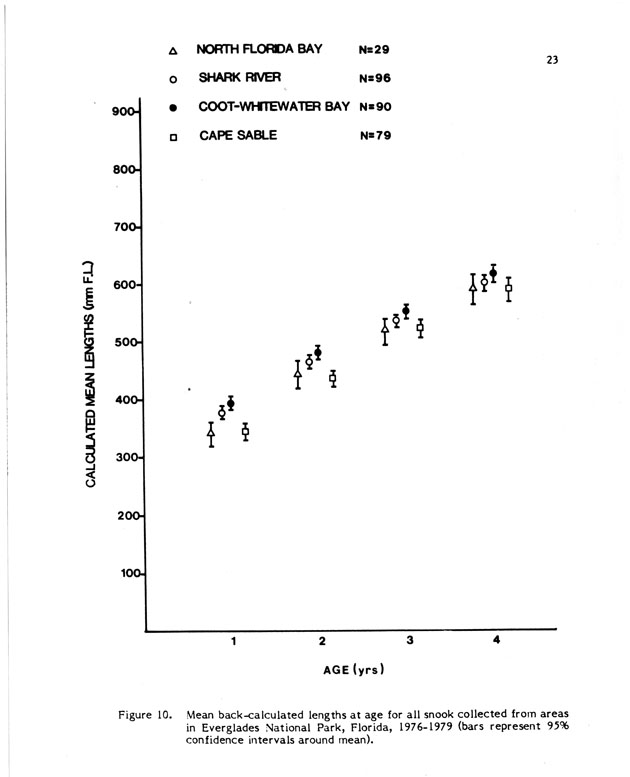 23
△ NORTH FLORIDA BAY N=29
○ SHARK RIVER N=96
● COOT-WHITEWATER BAY N=90
□ CAPE SABLE N=79
CALCULATED MEAN LENGTHS (mm F.L.)
900
800
700
600
500
400
300
200
100
1 2 3 4
AGE (yrs)
Figure 10. Mean back-calculated lengths at age for all snook collected from areas
in Everglades National Park, Florida, 1976-1979 (bars represent 95%
confidence intervals around mean).